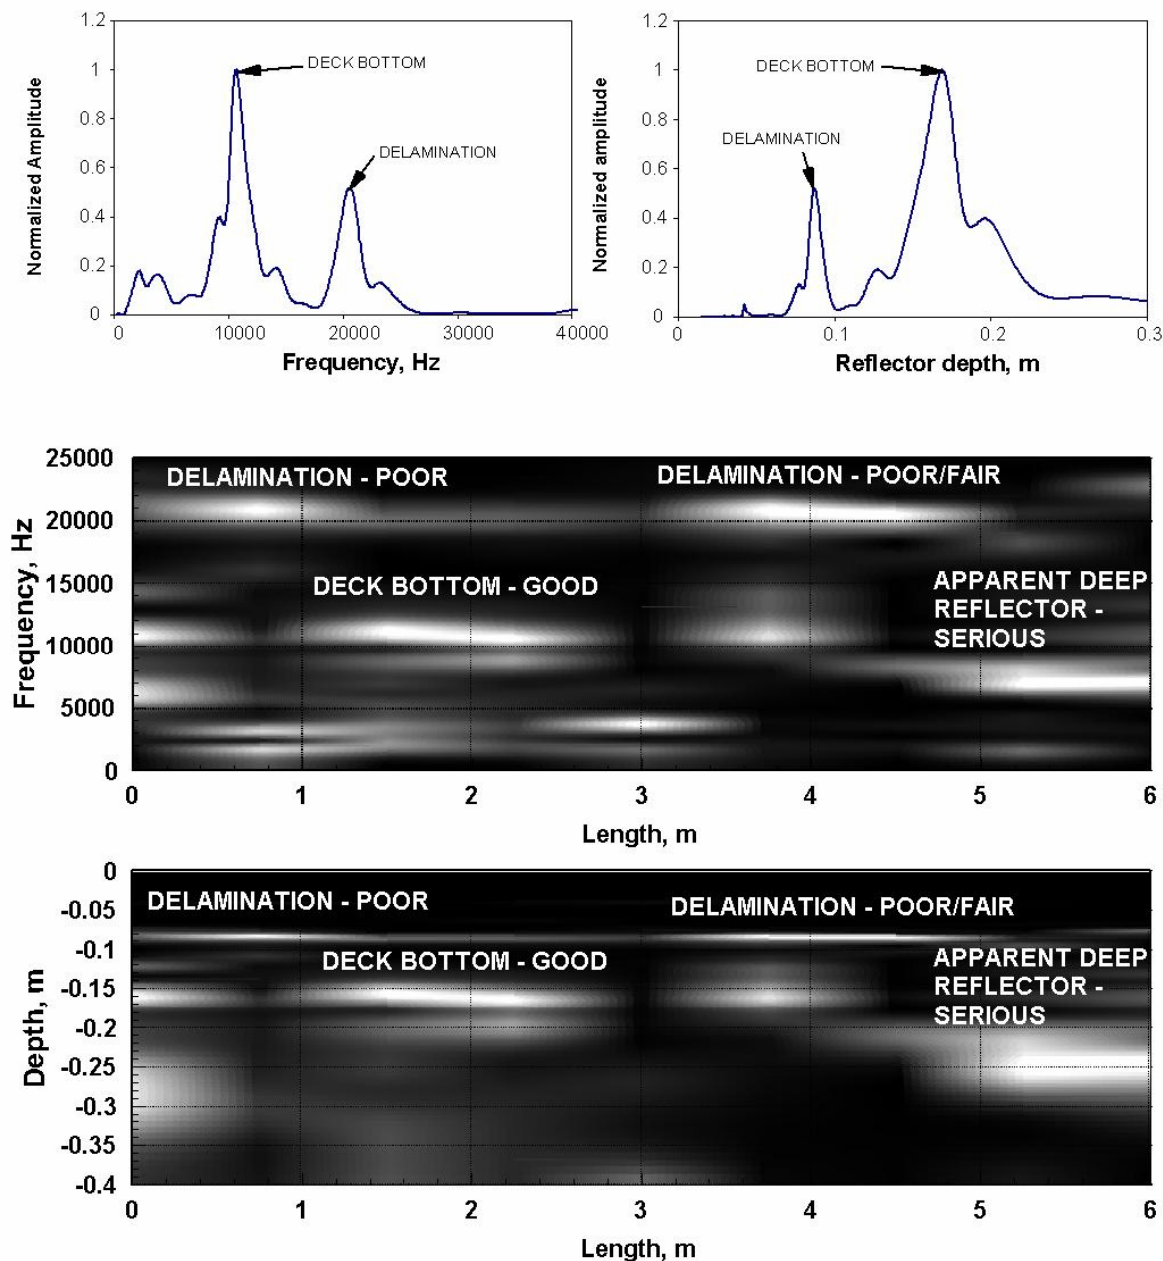 1.2
1
0.8
0.6
0.4
0.2
0
Normalized Amplitude
DECK BOTTOM
DELAMINATION
0
10000
20000
30000
40000
Frequency, Hz
1.2
1
0.8
0.6
0.4
0.2
0
Normalized amplitude
DECK BOTTOM
DELAMINATION
0
0.1
0.2
0.3
Reflector depth, m
25000
20000
15000
10000
5000
0
Frequency, Hz
DELAMINATION - POOR
DELAMINATION - POOR/FAIR
DECK BOTTOM - GOOD
APPARENT DEEP
REFLECTOR -
SERIOUS
0
1
2
3
4
5
6
Length, m
0
-0.05
-0.1
-0.15
-0.2
-0.25
-0.3
-0.35
-0.4
Depth, m
DELAMINATION - POOR
DELAMINATION - POOR/FAIR
DECK BOTTOM - GOOD
APPARENT DEEP
REFLECTOR -
SERIOUS
0
1
2
3
4
5
6
Length, m